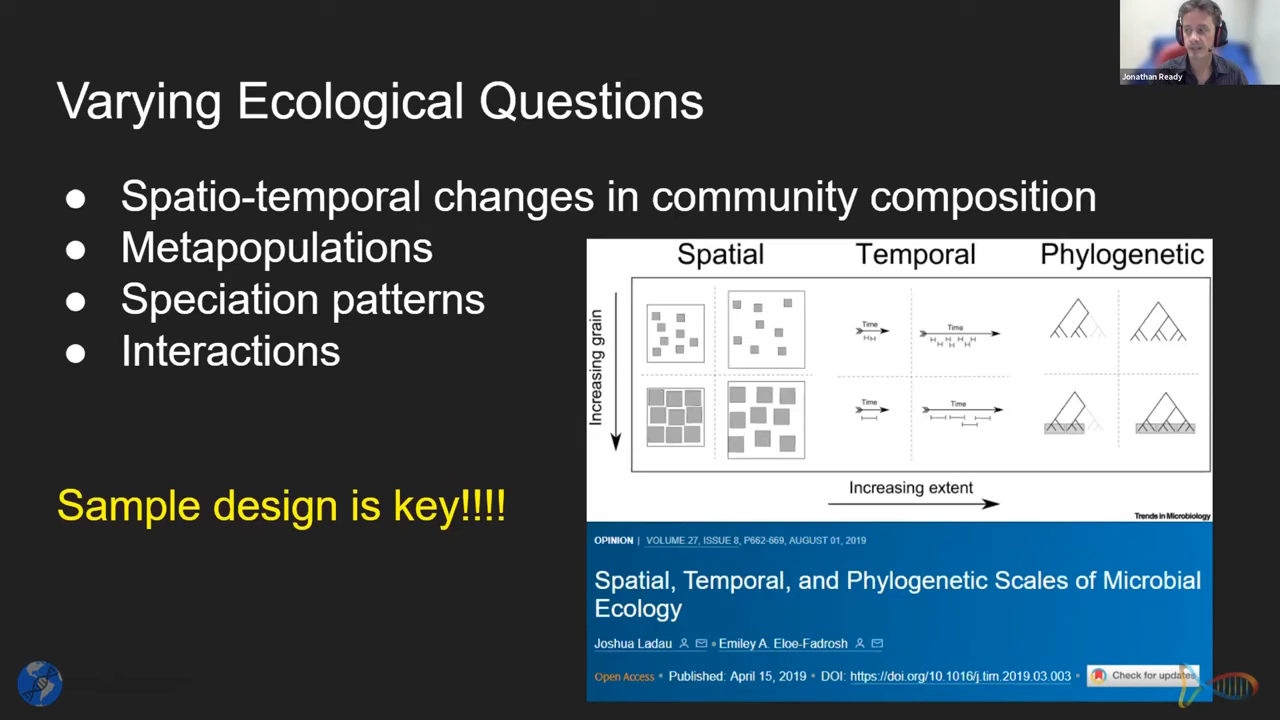 Jonathan Ready
Varying Ecological Questions
● Spatio-temporal changes in community composition
● Metapopulations
● Speciation patterns
● Interactions
Sample design is key!!!!
Spatial Temporal Phylogenetic
Increasing grain
Time Time
Time Time
Increasing extent
Trends in Microbiology
OPINION | VOLUME 27, ISSUE 8, P662-669, AUGUST 01, 2019
Spatial, Temporal, and Phylogenetic Scales of Microbial
Ecology
Joshua Ladau • Emiley A. Eloe-Fadrosh
Open Access • Published: April 15, 2019 • DOI: https://doi.org/10.1016/j.tim.2019.03.003
Check for updates